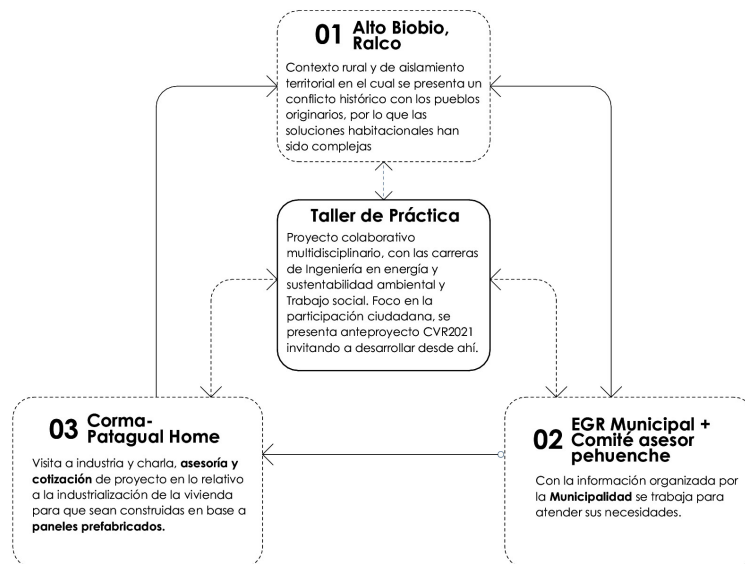 01 Alto Biobio,
Ralco
Contexto rural y de aislamiento
territorial en el cual se presenta un
conflicto histórico con los pueblos
originarios, por lo que las
soluciones habitacionales han
sido complejas
Taller de Práctica
Proyecto colaborativo
multidisciplinario, con las carreras
de Ingeniería en energía y
sustentabilidad ambiental y
Trabajo social. Foco en la
participación ciudadana, se
presenta anteproyecto CVR2021
invitando a desarrollar desde ahí.
03 Corma-
Patagual Home
Visita a industria y charla, asesoría y
cotización de proyecto en lo relativo
a la industrialización de la vivienda
para que sean construidas en base a
paneles prefabricados.
02 EGR Municipal +
Comité asesor
pehuenche
Con la información organizada por
la Municipalidad se trabaja para
atender sus necesidades.